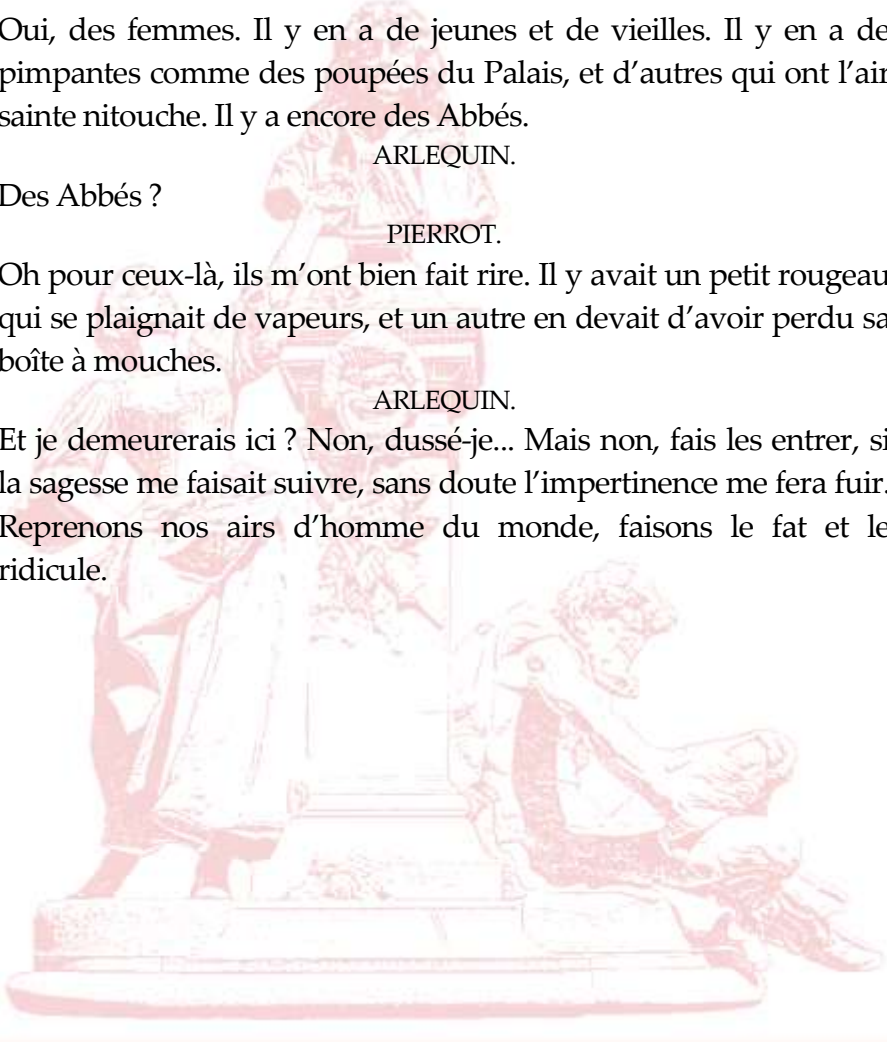 Oui, des femmes. Il y en a de jeunes et de vieilles. Il y en a de
pimpantes comme des poupées du Palais, et d'autres qui ont l'air
sainte nitouche. Il y a encore des Abbés.
ARLEQUIN.
Des Abbés ?
PIERROT.
Oh pour ceux-là, ils m'ont bien fait rire. Il y avait un petit rougeau
qui se plaignait de vapeurs, et un autre en devait d'avoir perdu sa
boîte à mouches.
ARLEQUIN.
Et je demeurerais ici ? Non, dussé-je... Mais non, fais les entrer, si
la sagesse me faisait suivre, sans doute l'impertinence me fera fuir.
Reprenons nos airs d'homme du monde, faisons le fat et le
ridicule.